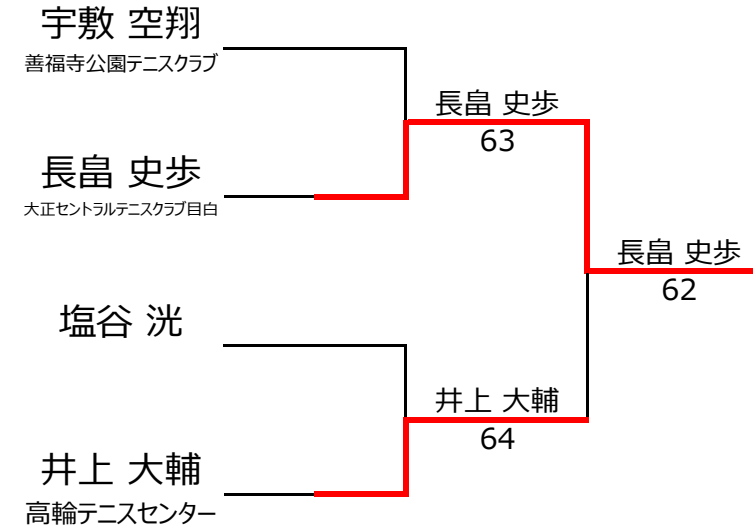 宇敷 空翔
善福寺公園テニスクラブ
長畠 史歩
63
長畠 史歩
大正セントラルテニスクラブ目白
長畠 史歩
62
塩谷 洸
井上 大輔
64
井上 大輔
高輪テニスセンター